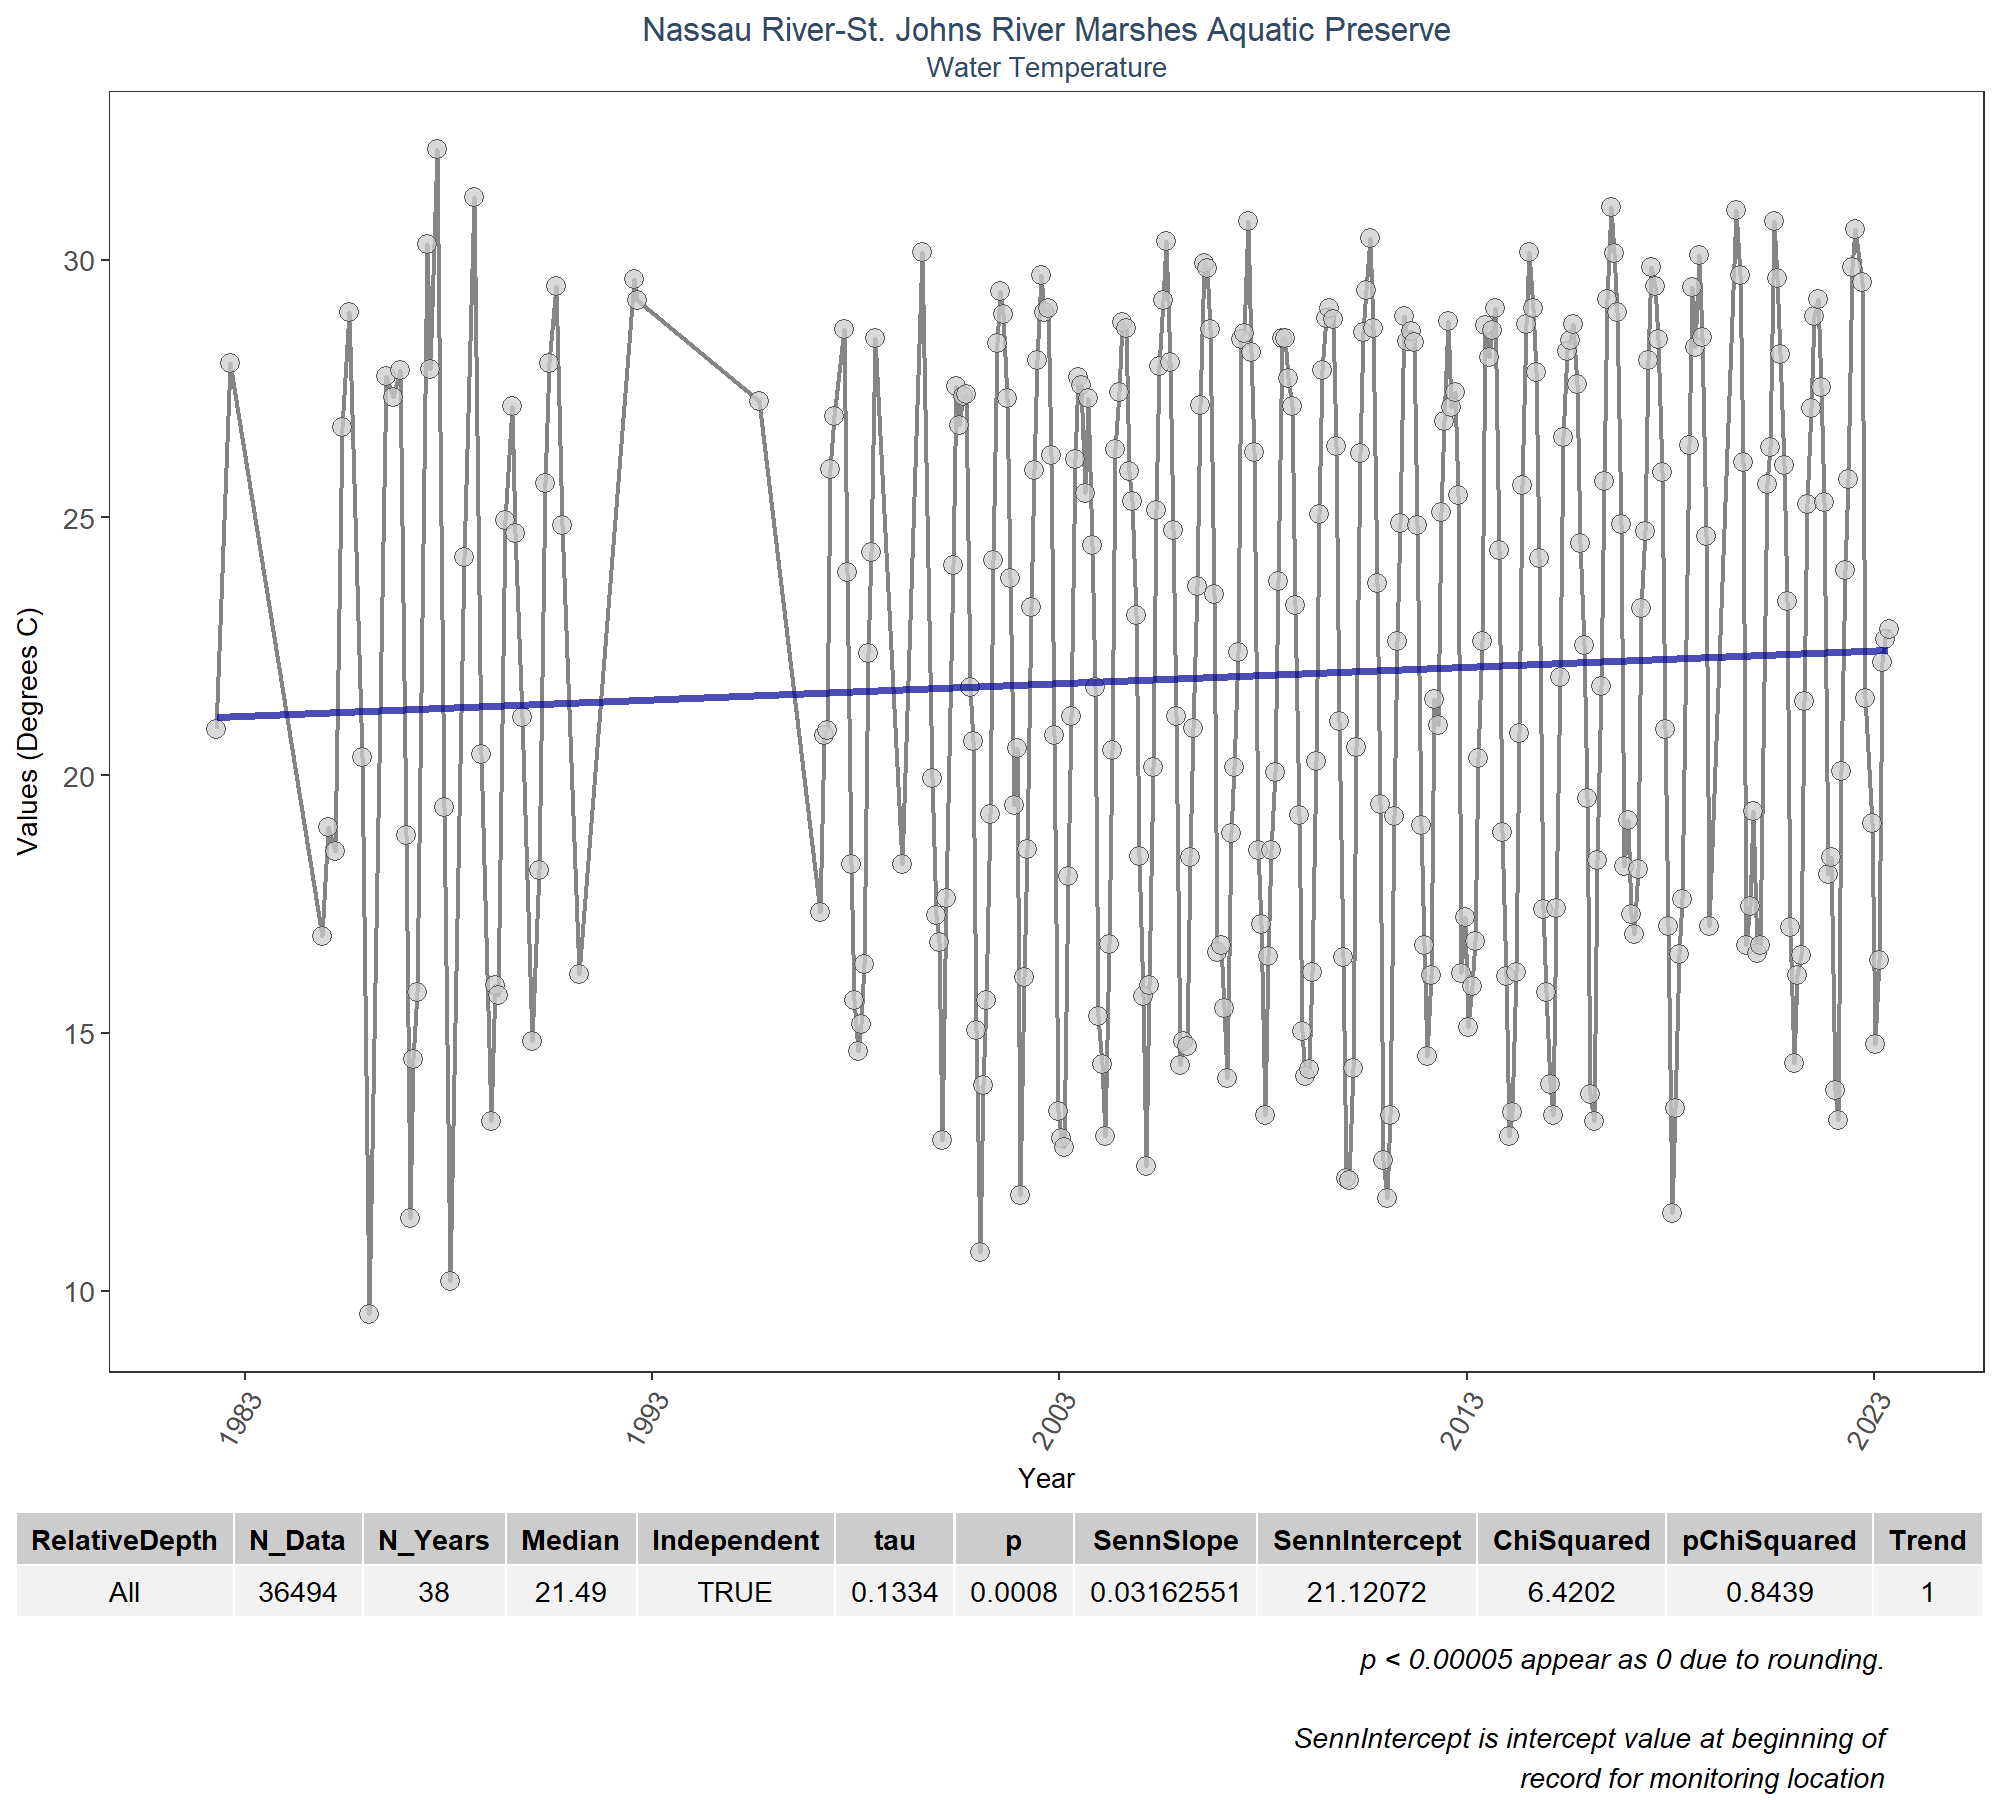 Nassau River-St. Johns River Marshes Aquatic Preserve
Water Temperature
Values (Degrees C)
30
25
20
15
10
1983
1993
2003
2013
2023
Year
RelativeDepth N_Data N_Years Median Independent tau p SennSlope SennIntercept ChiSquared pChiSquared Trend
All 36494 38 21.49 TRUE 0.1334 0.0008 0.03162551 21.12072 6.4202 0.8439 1
p < 0.00005 appear as 0 due to rounding.
SennIntercept is intercept value at beginning of
record for monitoring location